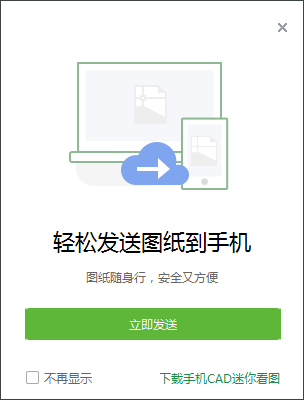 轻松发送图纸到手机
图纸随身行，安全又方便
立即发送
不再显示
下载手机CAD迷你看图